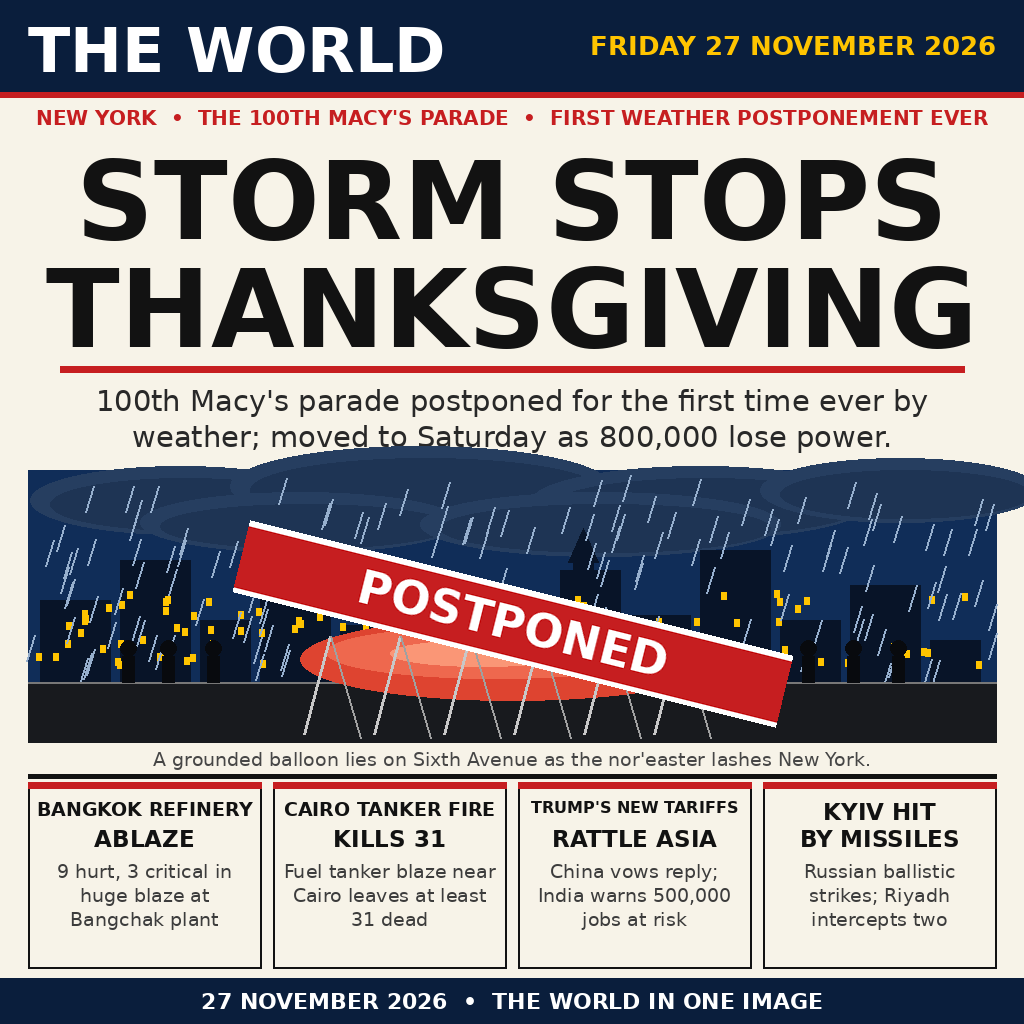 THE WORLD
FRIDAY 27 NOVEMBER 2026
NEW YORK • THE 100TH MACY'S PARADE • FIRST WEATHER POSTPONEMENT EVER
STORM STOPS
THANKSGIVING
100th Macy's parade postponed for the first time ever by
weather; moved to Saturday as 800,000 lose power.
POSTPONED
A grounded balloon lies on Sixth Avenue as the nor'easter lashes New York.
BANGKOK REFINERY
ABLAZE
9 hurt, 3 critical in
huge blaze at
Bangchak plant
CAIRO TANKER FIRE
KILLS 31
Fuel tanker blaze near
Cairo leaves at least
31 dead
TRUMP'S NEW TARIFFS
RATTLE ASIA
China vows reply;
India warns 500,000
jobs at risk
KYIV HIT
BY MISSILES
Russian ballistic
strikes; Riyadh
intercepts two
27 NOVEMBER 2026 • THE WORLD IN ONE IMAGE